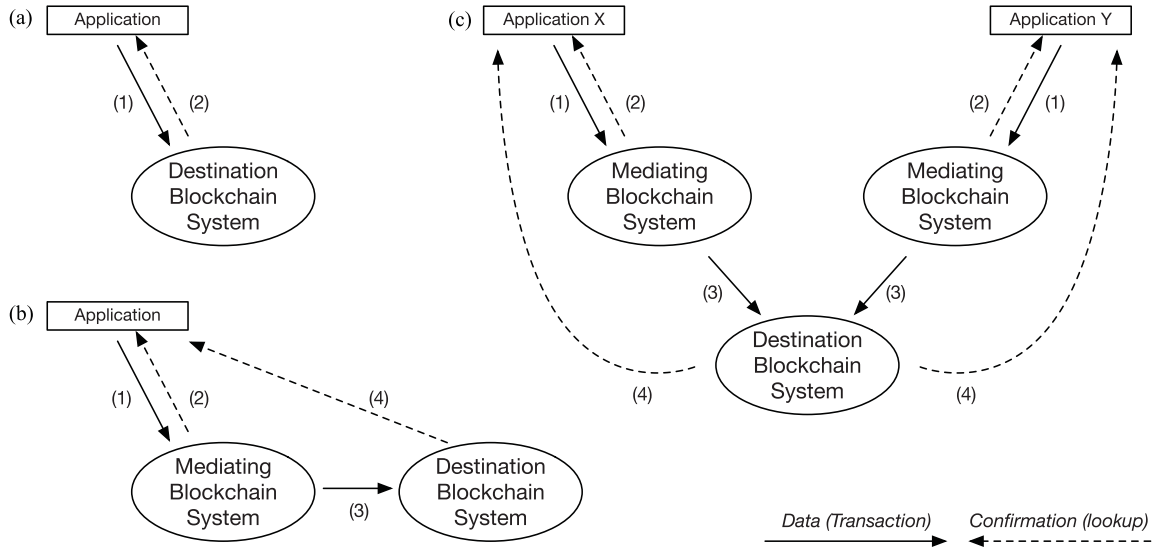 (a)
Application
(1)
(2)
Destination
Blockchain
System
(b)
Application
(1)
(2)
(4)
Mediating
Blockchain
System
(3)
Destination
Blockchain
System
(c)
Application X
Application Y
(1)
(2)
(2)
(1)
Mediating
Blockchain
System
Mediating
Blockchain
System
(3)
(3)
Destination
Blockchain
System
(4)
(4)
Data (Transaction)
Confirmation (lookup)